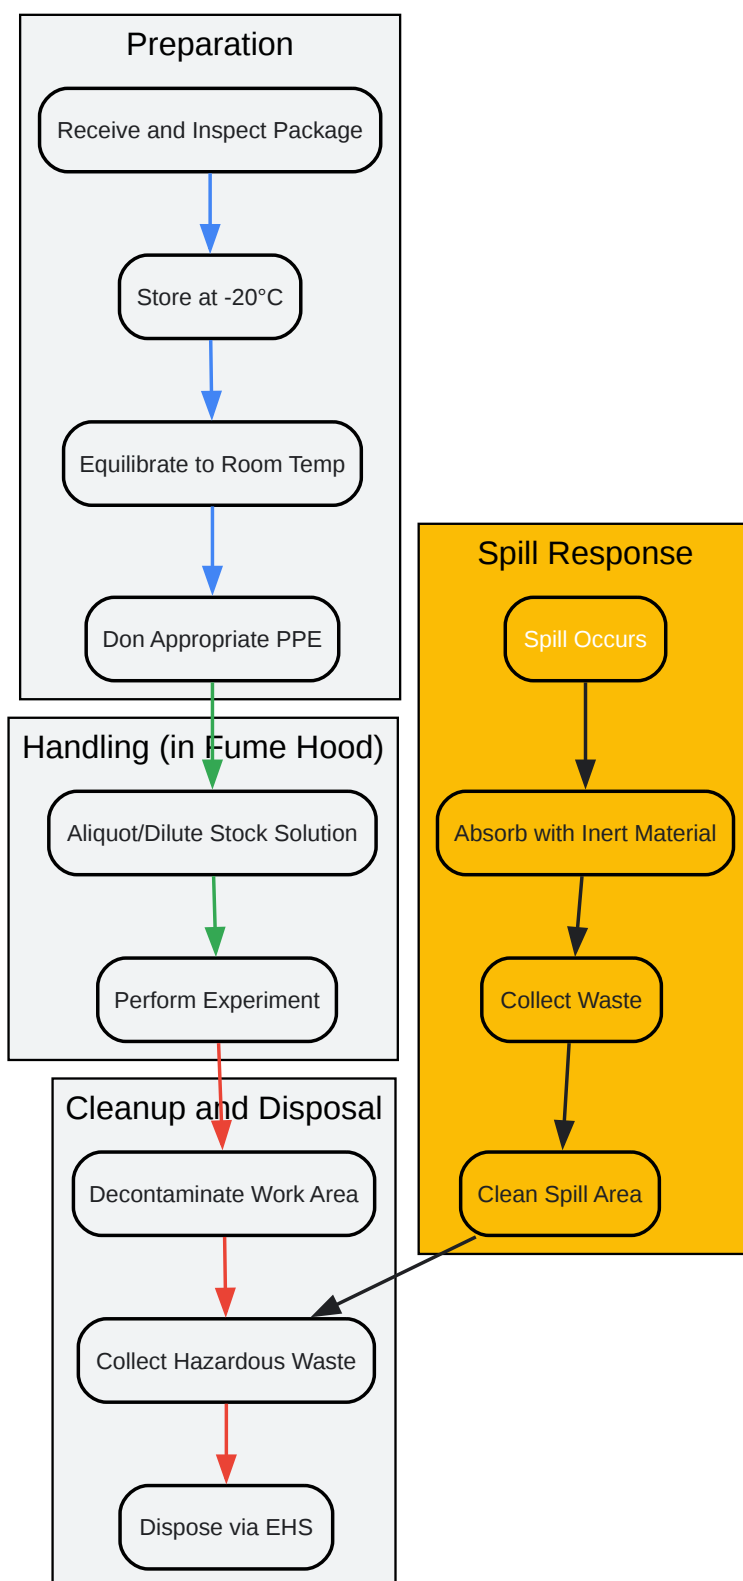 Preparation
Receive and Inspect Package
Store at -20°C
Equilibrate to Room Temp
Don Appropriate PPE
Handling (in Fume Hood)
Aliquot/Dilute Stock Solution
Perform Experiment
Cleanup and Disposal
Decontaminate Work Area
Collect Hazardous Waste
Dispose via EHS
Spill Response
Spill Occurs
Absorb with Inert Material
Collect Waste
Clean Spill Area